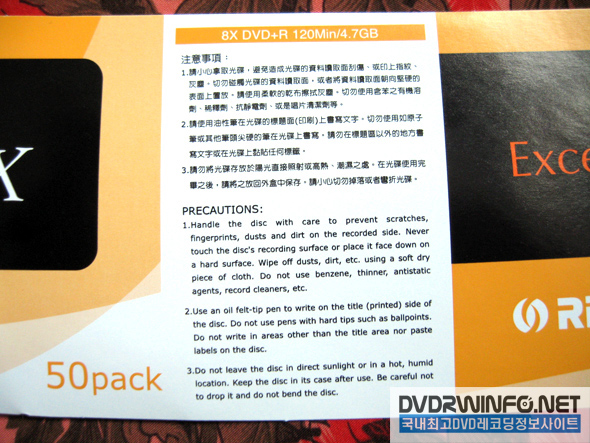 8X DVD+R 120Min/4.7GB
注意事項：
1.請小心拿取光碟，避免造成光碟的資料讀取面刮傷、或印上指紋、
灰塵。切勿碰觸光碟的資料讀取面，或者將資料讀取面朝向堅硬的
表面上置放。請使用柔軟的乾布擦拭灰塵。切勿使用含苯之有機溶
劑、稀釋劑、抗靜電劑、或是唱片清潔劑等。
2.請使用油性筆在光碟的標題面(印刷)上書寫文字。切勿使用如原子
筆或其他筆頭尖硬的筆在光碟上書寫。請勿在標題區以外的地方書
寫文字或在光碟上黏貼任何標籤。
3.請勿將光碟存放於陽光直接照射或高熱、潮濕之處。在光碟使用完
畢之後，請將之放回外盒中保存。請小心切勿掉落或者彎折光碟。
PRECAUTIONS:
1.Handle the disc with care to prevent scratches,
fingerprints, dusts and dirt on the recorded side. Never
touch the disc's recording surface or place it face down on
a hard surface. Wipe off dusts, dirt, etc. using a soft dry
piece of cloth. Do not use benzene, thinner, antistatic
agents, record cleaners, etc.
2.Use an oil felt-tip pen to write on the title (printed) side of
the disc. Do not use pens with hard tips such as ballpoints.
Do not write in areas other than the title area nor paste
labels on the disc.
3.Do not leave the disc in direct sunlight or in a hot, humid
location. Keep the disc in its case after use. Be careful not
to drop it and do not bend the disc.
X
50pack
Exce
Ri
DVDRWINFO.NET
국내최고DVD레코딩정보사이트